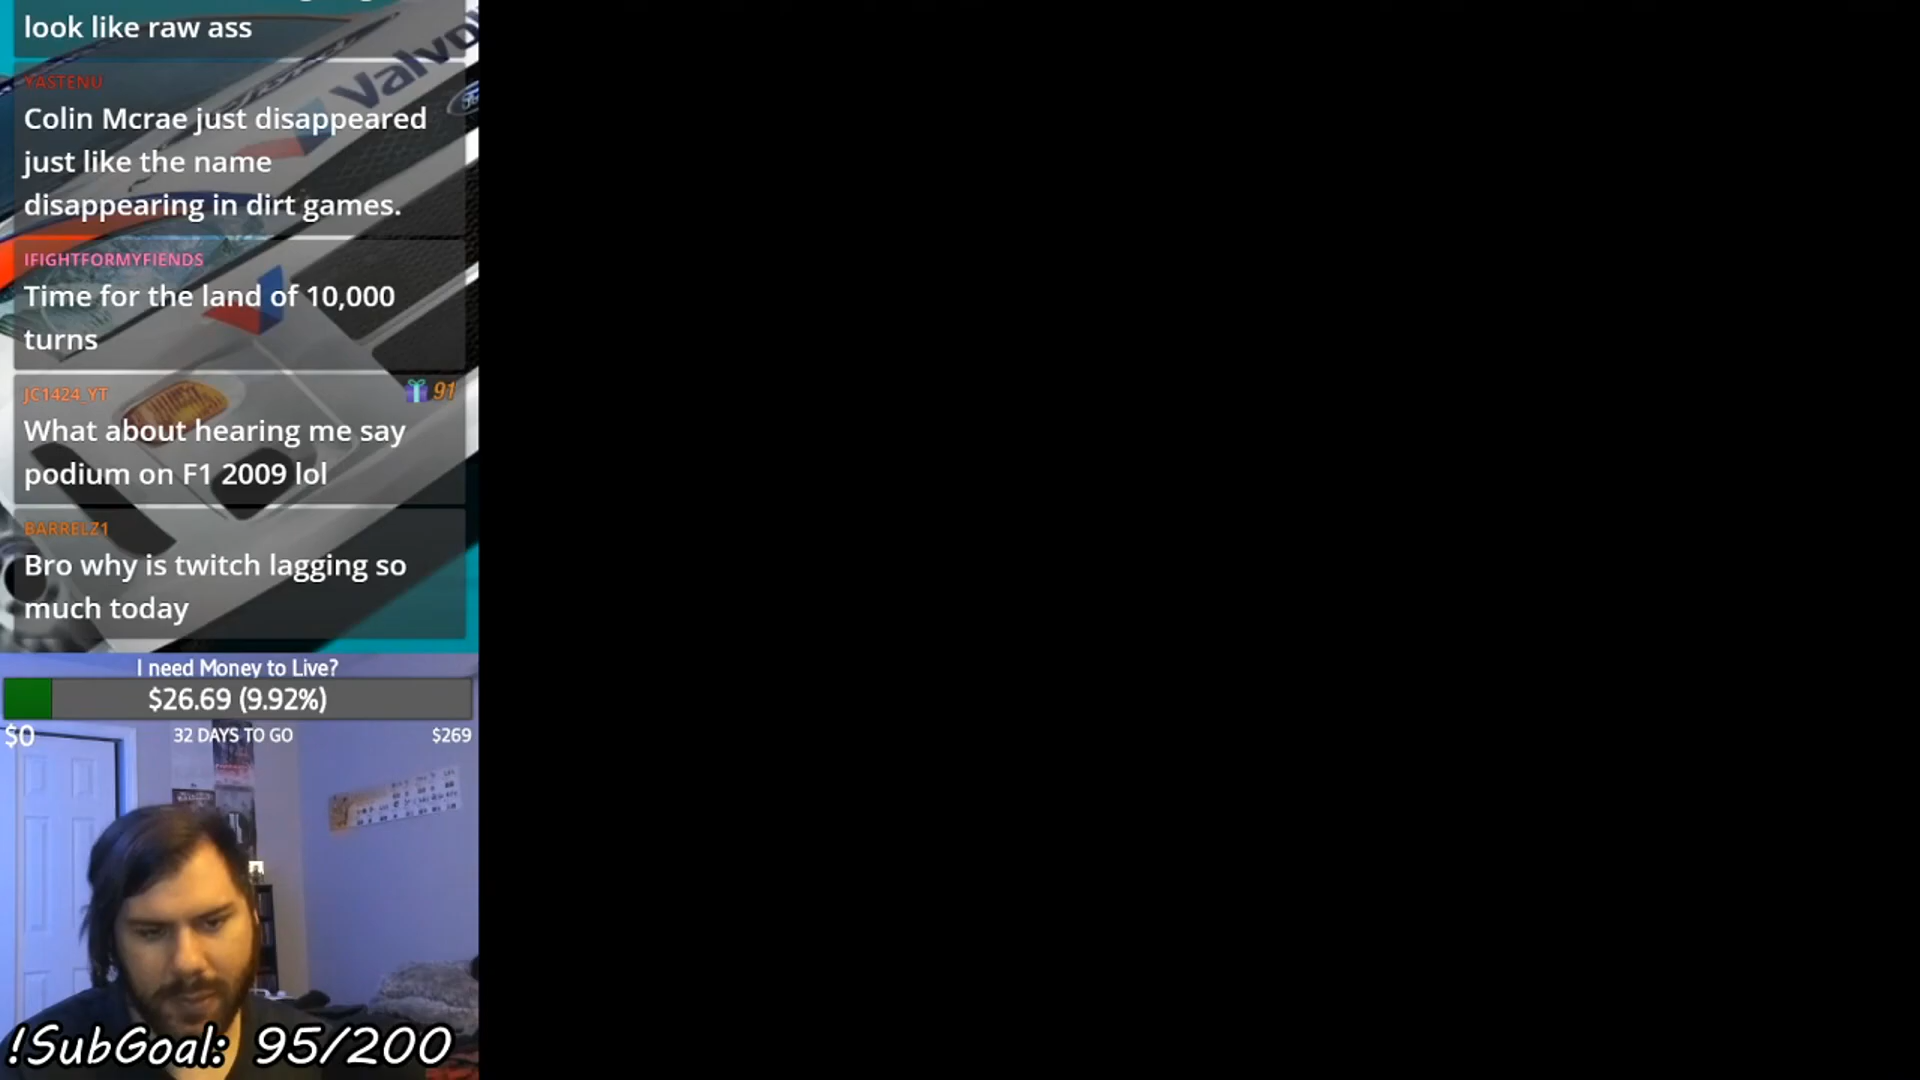 look like raw ass
YASTENU
Colin Mcrae just disappeared
just like the name
disappearing in dirt games.
IFIGHTFORMYFIENDS
Time for the land of 10,000
turns
JC1424_YT 91
What about hearing me say
podium on F1 2009 lol
BARRELZ1
Bro why is twitch lagging so
much today
I need Money to Live?
$26.69 (9.92%)
$0 32 DAYS TO GO $269
!SubGoal: 95/200